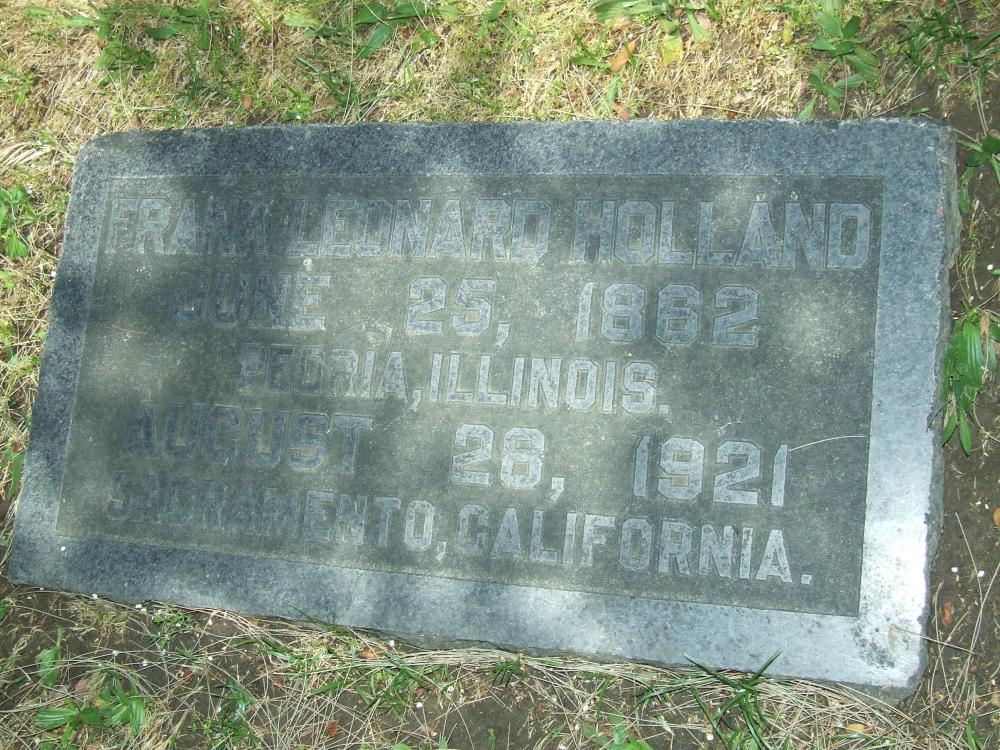 FRANK LEONARD HOLLAND
JUNE 25, 1862
PEORIA, ILLINOIS.
AUGUST 28, 1921
SACRAMENTO, CALIFORNIA.